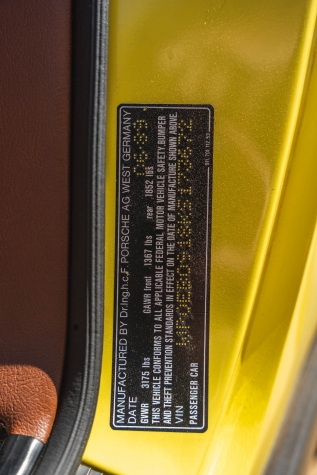 MANUFACTURED BY Dr.Ing.h.c.F. PORSCHE AG WEST GERMANY
DATE 06-89
GVWR 3175 lbs GAWR front 1367 lbs rear 1852 lbs
THIS VEHICLE CONFORMS TO ALL APPLICABLE FEDERAL MOTOR VEHICLE SAFETY.BUMPER
AND THEFT PREVENTION STANDARDS IN EFFECT ON THE DATE OF MANUFACTURE SHOWN ABOVE.
VIN
PASSENGER CAR